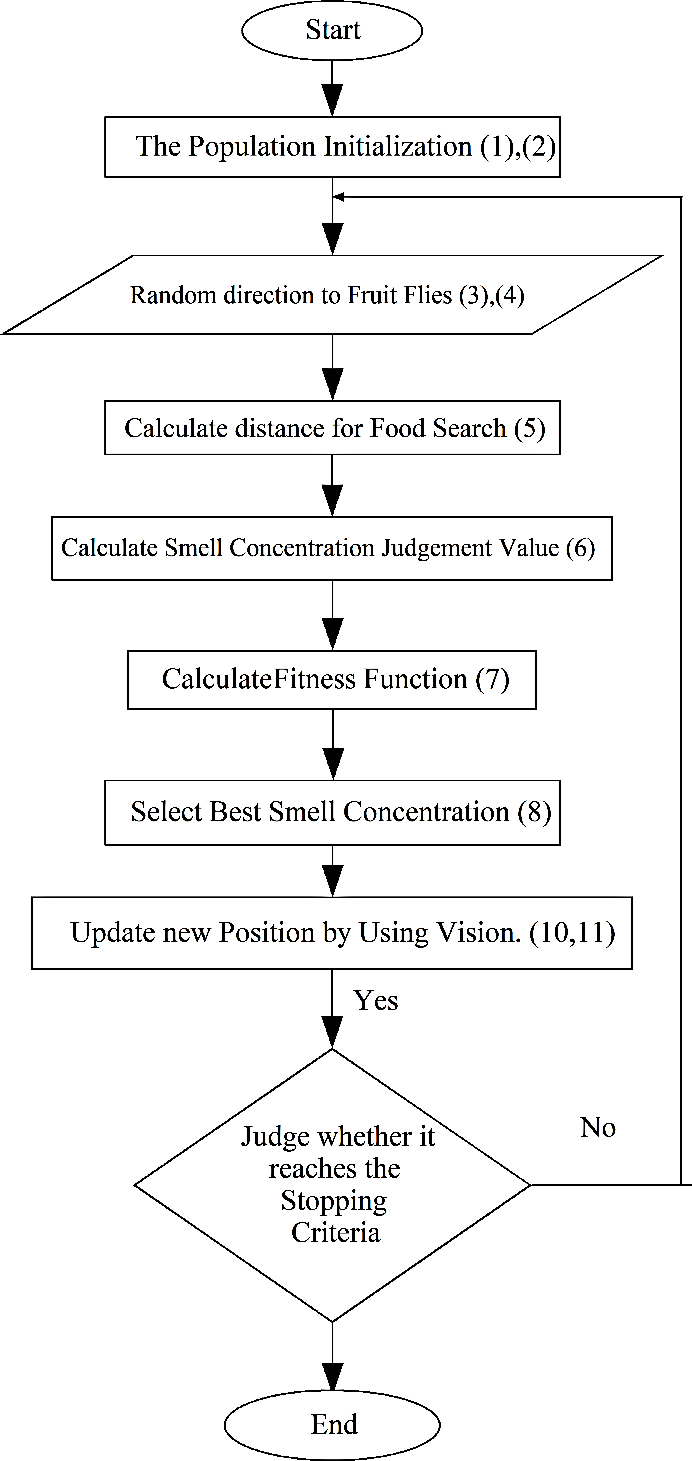 Start
The Population Initialization (1),(2)
Random direction to Fruit Flies (3),(4)
Calculate distance for Food Search (5)
Calculate Smell Concentration Judgement Value (6)
CalculateFitness Function (7)
Select Best Smell Concentration (8)
Update new Position by Using Vision. (10,11)
Yes
Judge whether it
reaches the
Stopping
Criteria
No
End